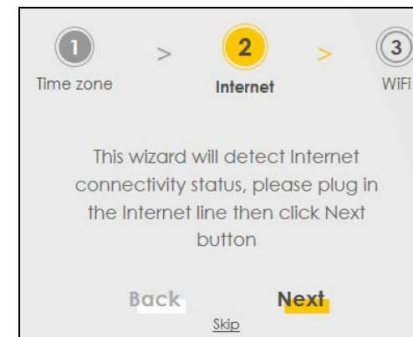 1 > 2 > 3
Time zone Internet WiFi
This wizard will detect Internet
connectivity status, please plug in
the Internet line then click Next
button
Back Next
Skip